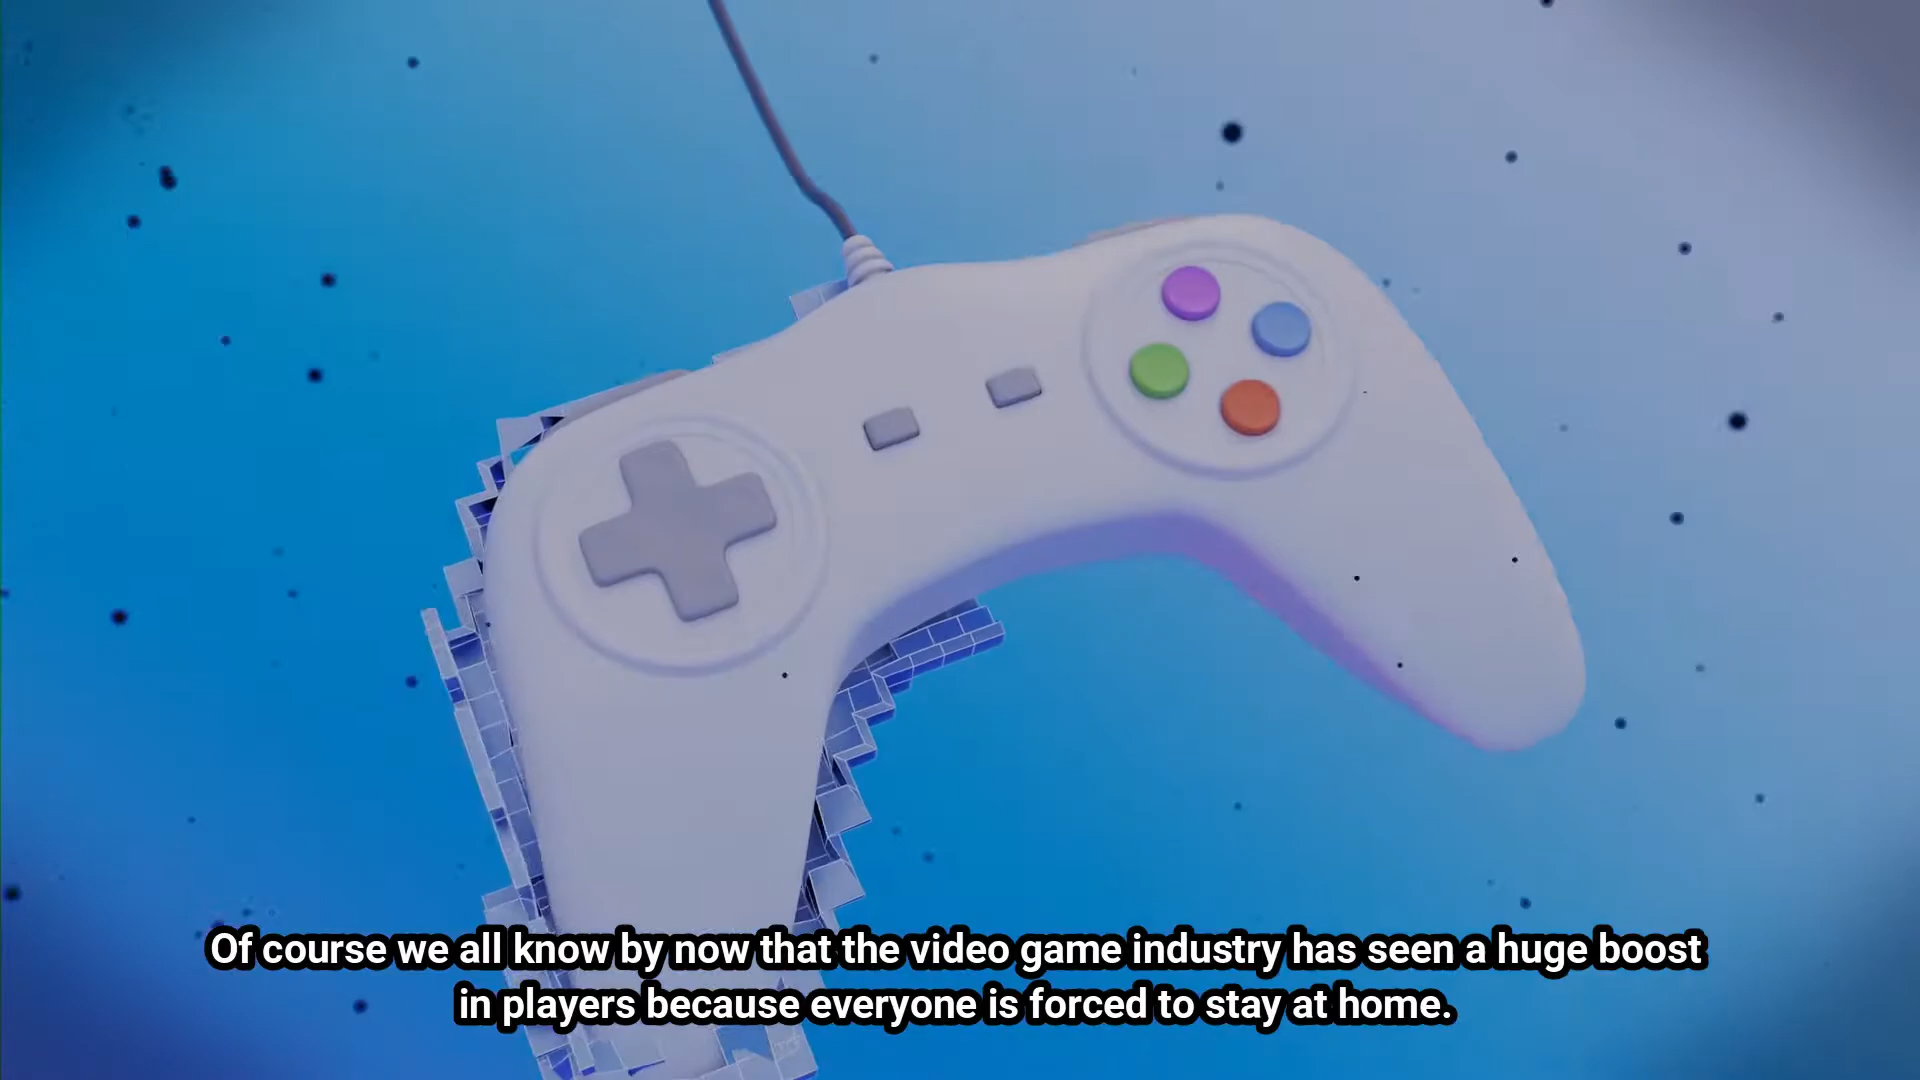 Of course we all know by now that the video game industry has seen a huge boost
in players because everyone is forced to stay at home.